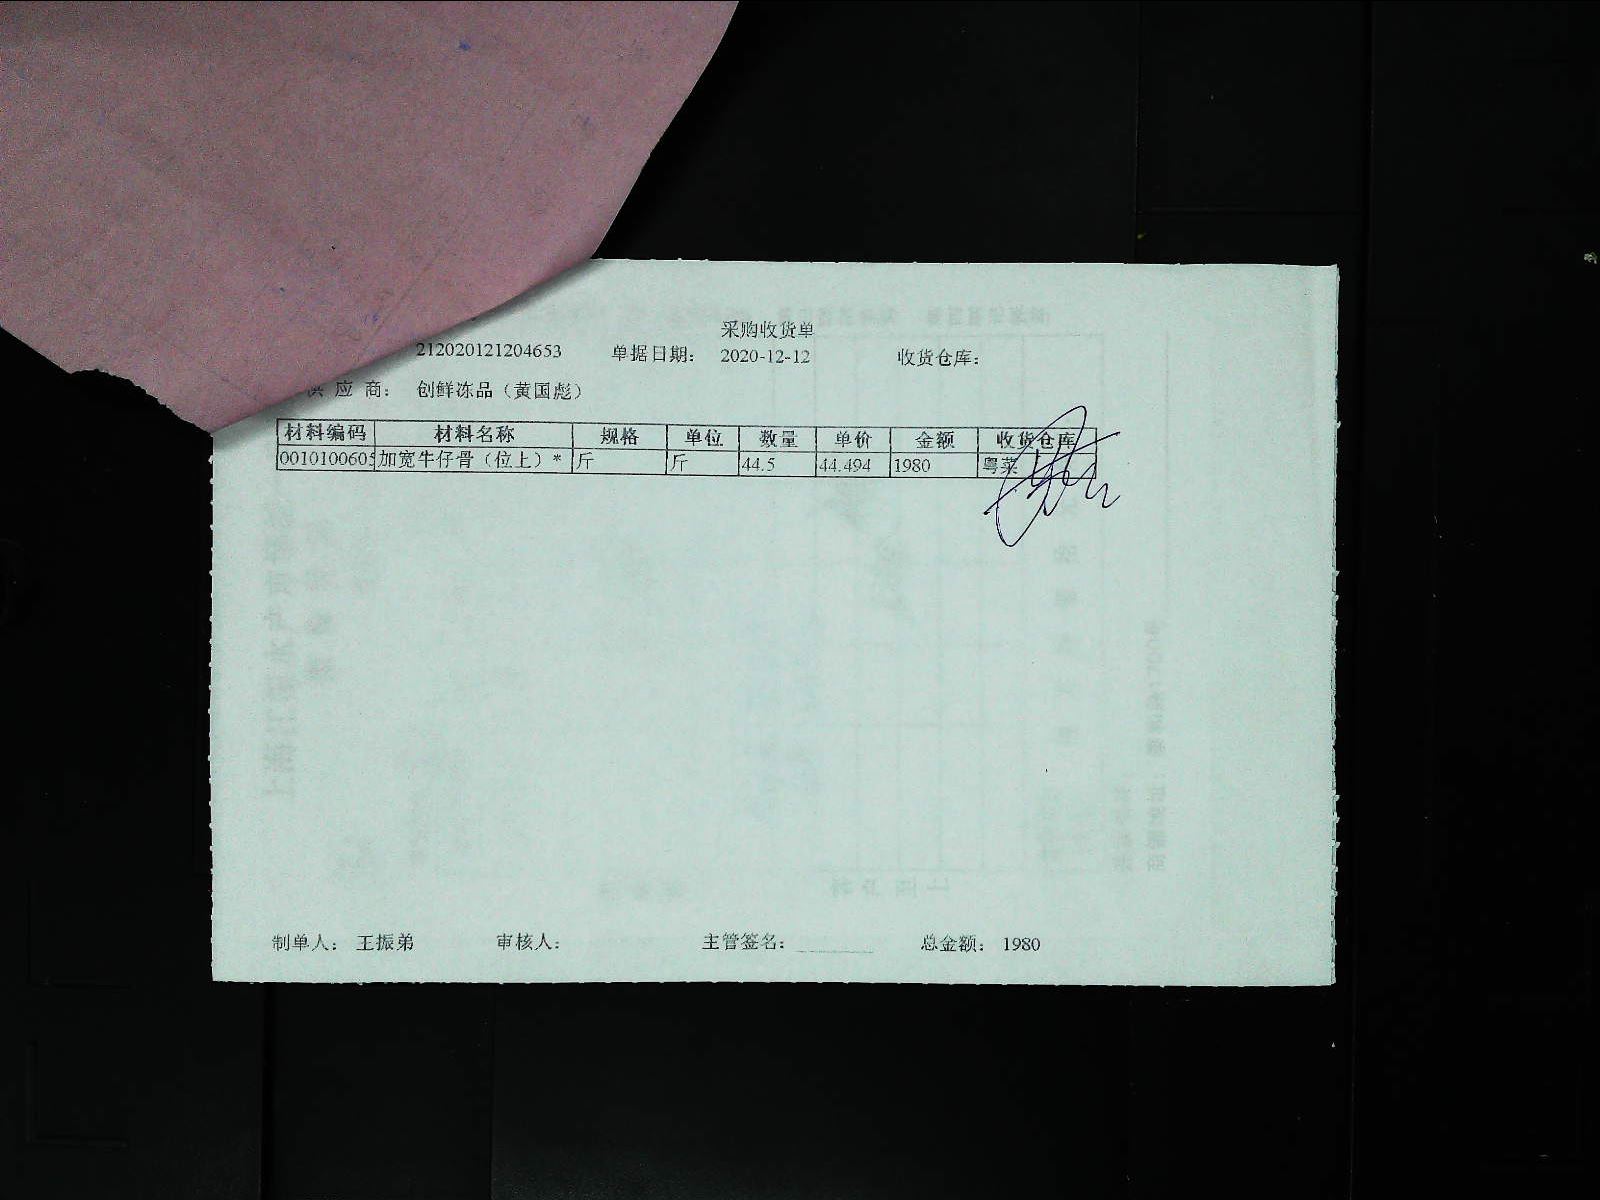 采购收货单
212020121204653 单据日期: 2020-12-12 收货仓库:
供 应 商: 创鲜冻品（黄国彪）
材料编码 材料名称 规格 单位 数量 单价 金额 收货仓库
0010100605 加宽牛仔骨（位上）* 斤 斤 44.5 44.494 1980 粤菜
制单人: 王振弟 审核人: 主管签名: 总金额: 1980